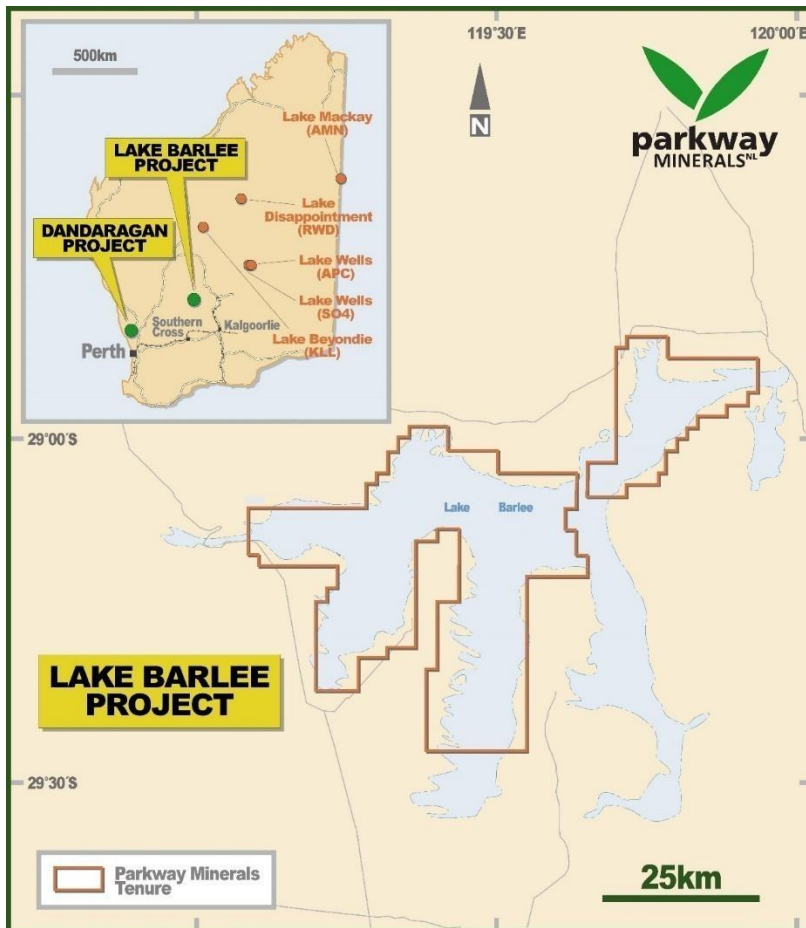 119°30´E
120°00´E
500km
Lake Mackay
(AMN)
LAKE BARLEE
PROJECT
N
parkway
MINERALS NL
Lake
Disappointment
(RWD)
DANDARAGAN
PROJECT
Lake Wells
(APC)
Lake Wells
(SO4)
Southern
Cross
Kalgoorlie
Lake Beyondie
(KLL)
Perth
29°00´S
Lake Barlee
LAKE BARLEE
PROJECT
29°30´S
Parkway Minerals
Tenure
25km